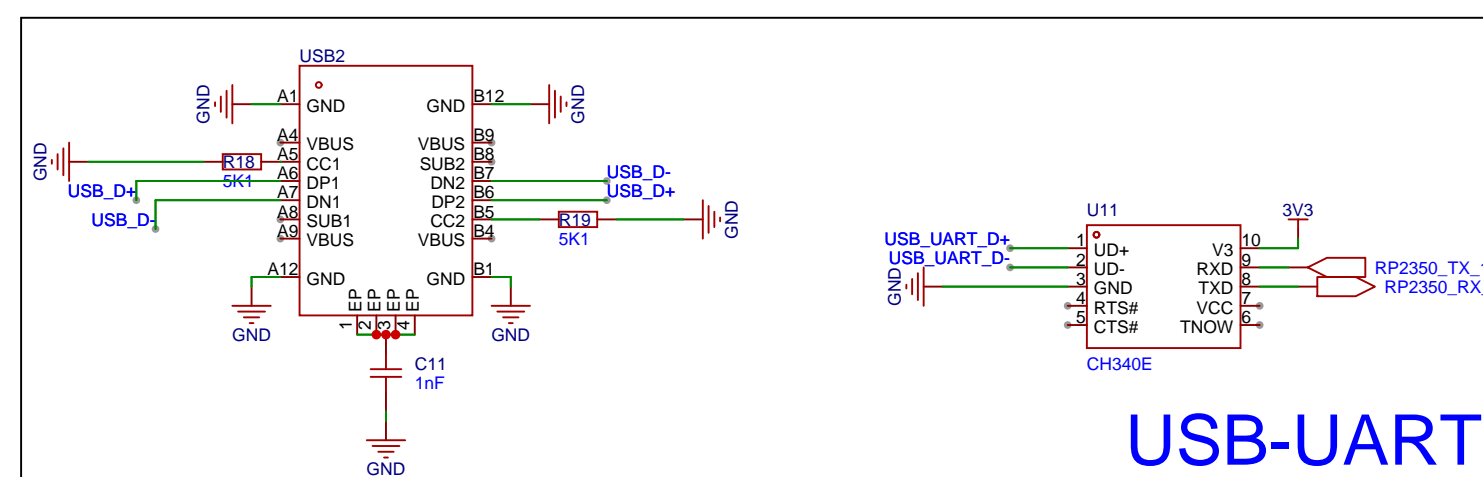 USB2
GND
A1
GND
GND
B12
GND
A4
VBUS
VBUS
B9
GND
R18
5K1
A5
CC1
SUB2
B8
USB_D+
A6
DP1
DN2
B7
USB_D-
USB_D-
A7
DN1
DP2
B6
USB_D+
A8
SUB1
CC2
B5
R19
5K1
GND
A9
VBUS
VBUS
B4
A12
GND
GND
B1
GND
GND
EP
EP
EP
EP
1
2
3
4
C11
1nF
GND
U11
3V3
USB_UART_D+
1
UD+
V3
10
USB_UART_D-
2
UD-
RXD
9
RP2350_TX_1
GND
3
GND
TXD
8
RP2350_RX_
4
RTS#
VCC
7
5
CTS#
TNOW
6
CH340E
USB-UART